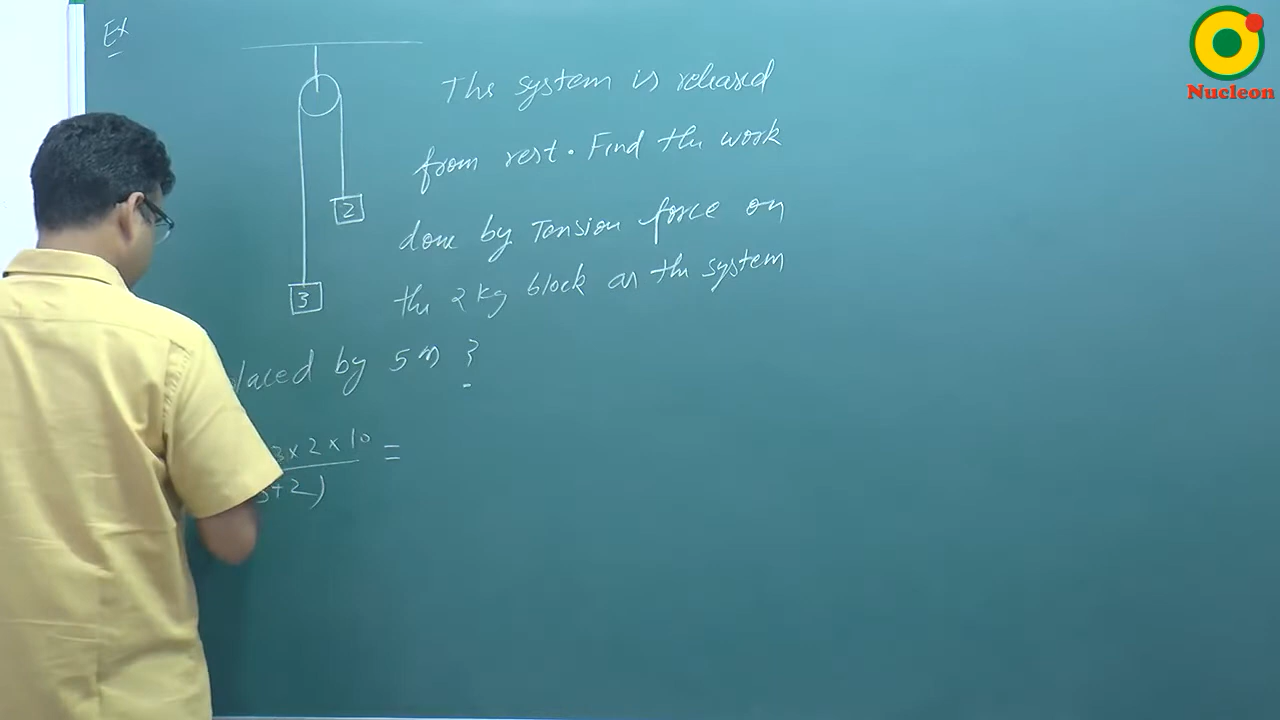 Ex
Nucleon
The system is released
from rest. Find the work
done by Tension force on
2
the 2 kg block as the system
3
placed by 5 m ?
3 x 2 x 10 =
3+2)